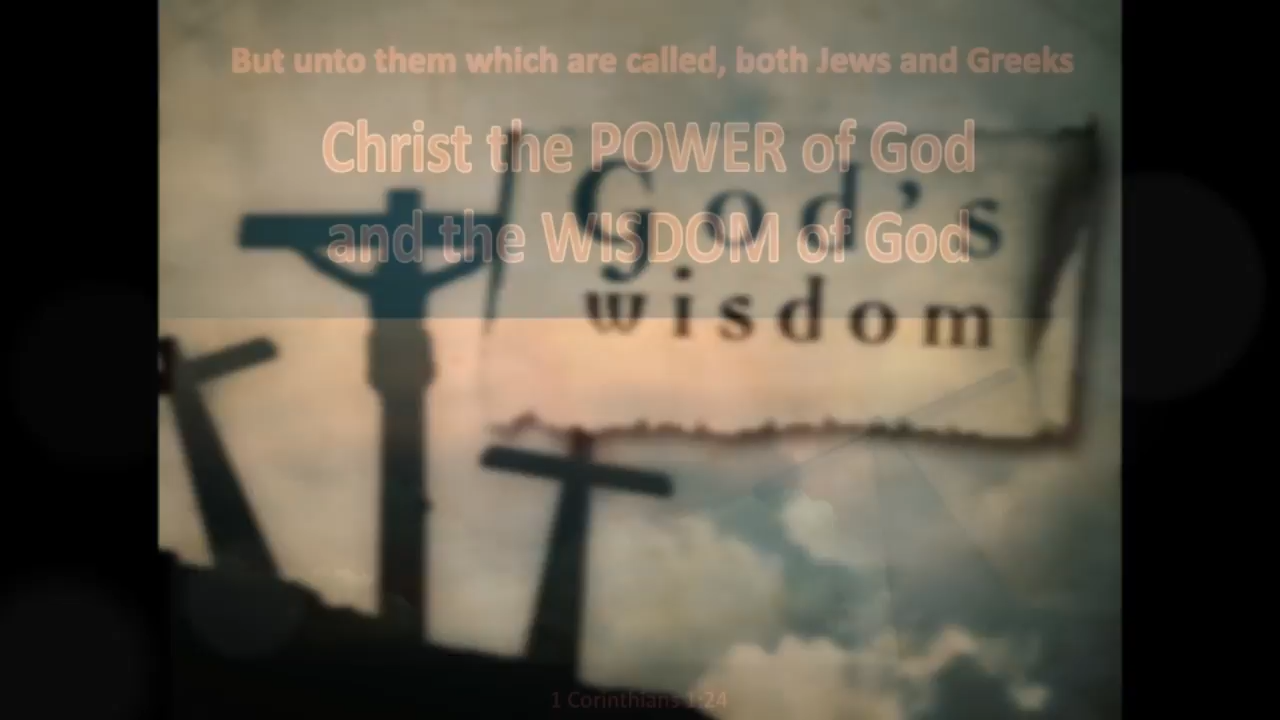 But unto them which are called, both Jews and Greeks
Christ the POWER of God
and the WISDOM of God
God's
wisdom
1 Corinthians 1:24